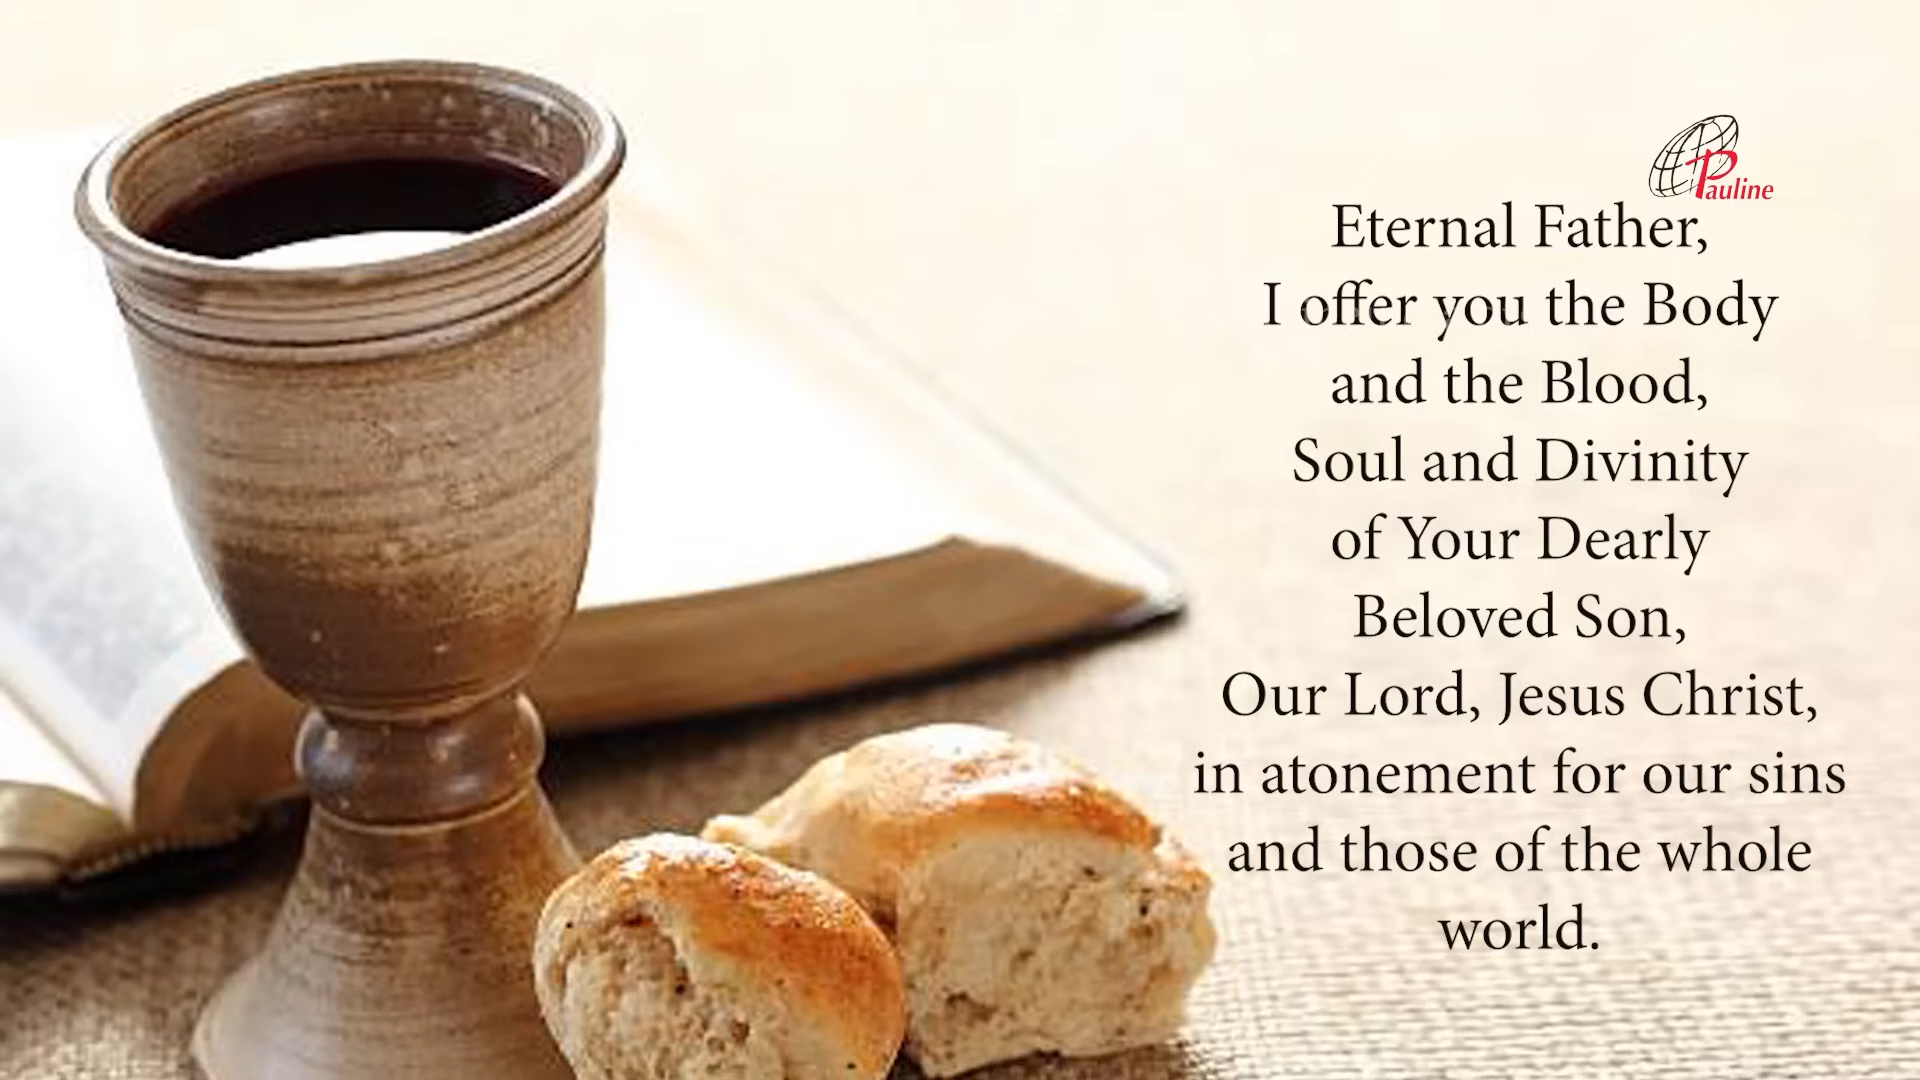 Pauline
Eternal Father,
I offer you the Body
and the Blood,
Soul and Divinity
of Your Dearly
Beloved Son,
Our Lord, Jesus Christ,
in atonement for our sins
and those of the whole
world.